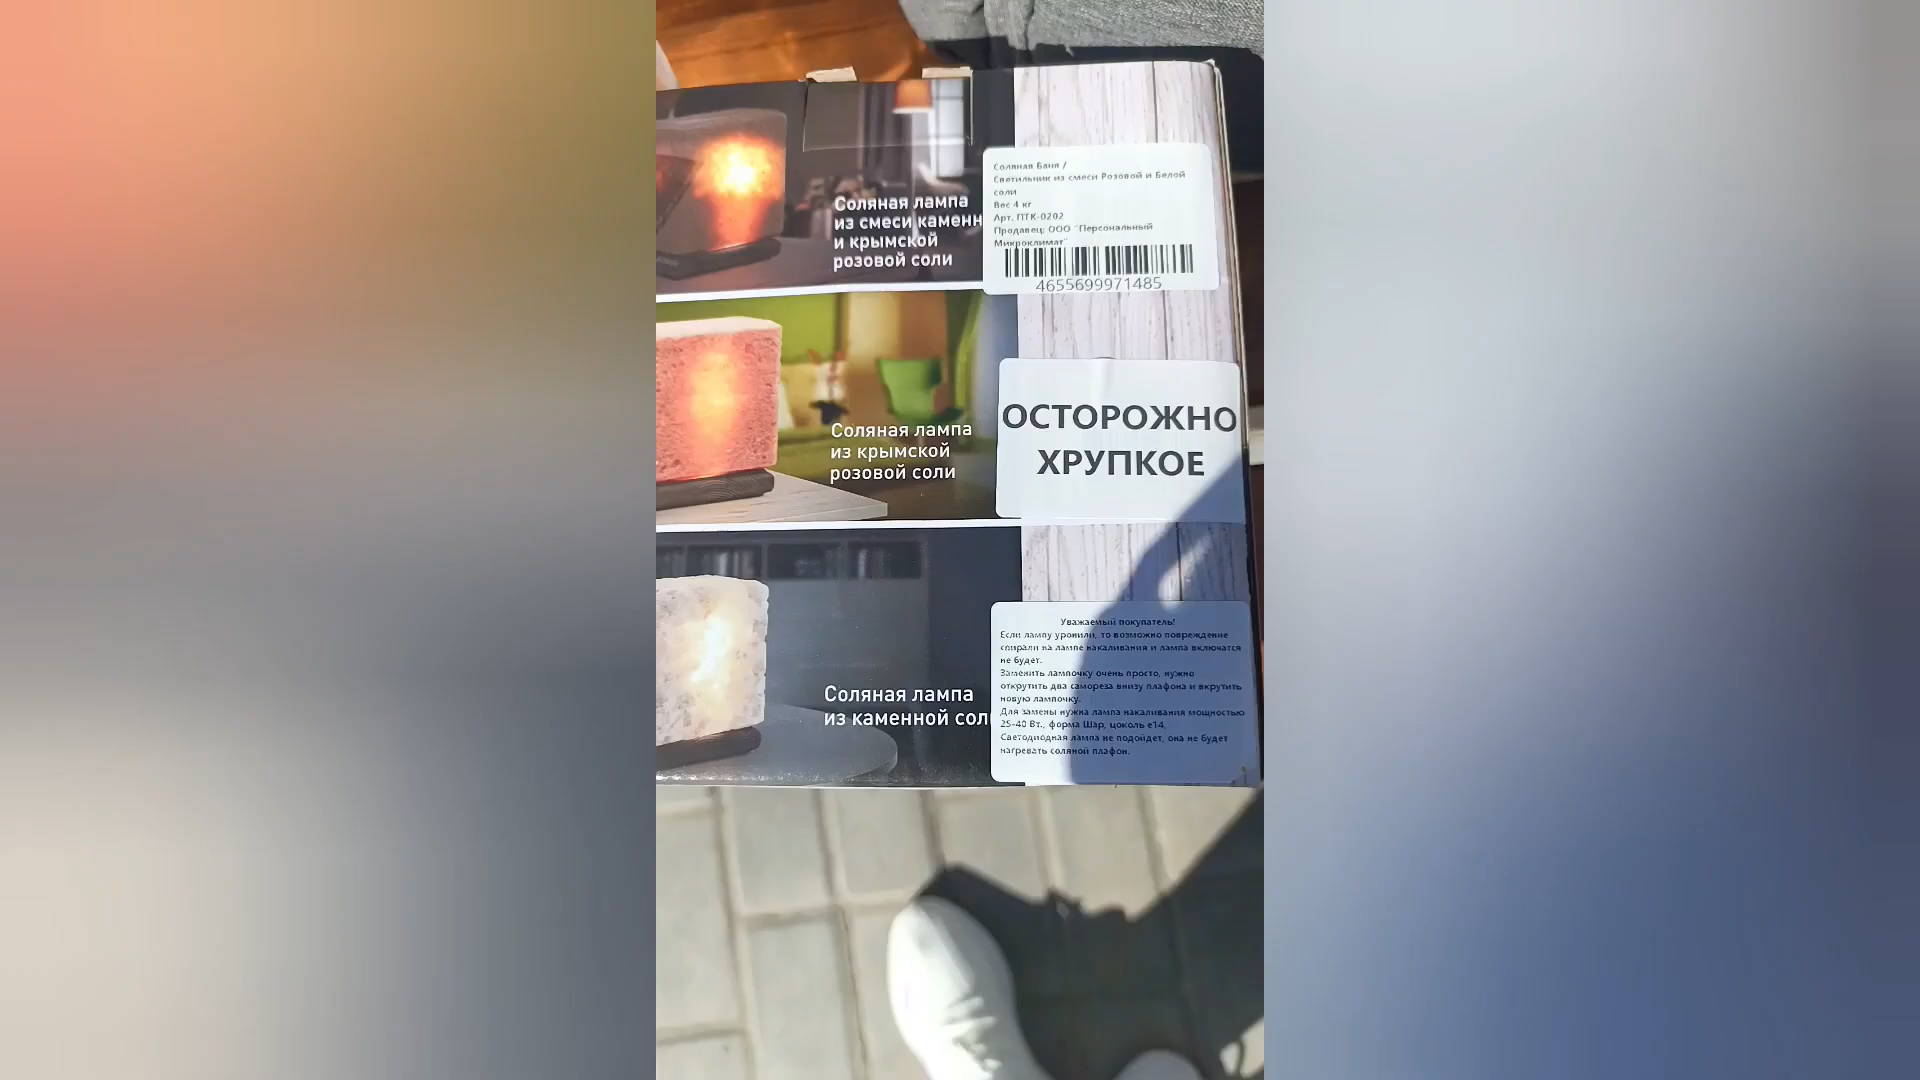 Соляная лампа
из смеси каменн
и крымской
розовой соли
Соляная Баня /
Светильник из смеси Розовой и Белой
соли
Вес 4 кг
Арт. ПТК-0202
Продавец: ООО "Персональный
Микроклимат"
4655699971485
Соляная лампа
из крымской
розовой соли
ОСТОРОЖНО
ХРУПКОЕ
Соляная лампа
из каменной сол
Уважаемый покупатель!
Если лампу уронили, то возможно повреждение
спирали на лампе накаливания и лампа включатся
не будет.
Заменить лампочку очень просто, нужно
открутить два самореза внизу плафона и вкрутить
новую лампочку.
Для замены нужна лампа накаливания мощностью
25-40 Вт., форма Шар, цоколь е14.
Светодиодная лампа не подойдет, она не будет
нагревать соляной плафон.